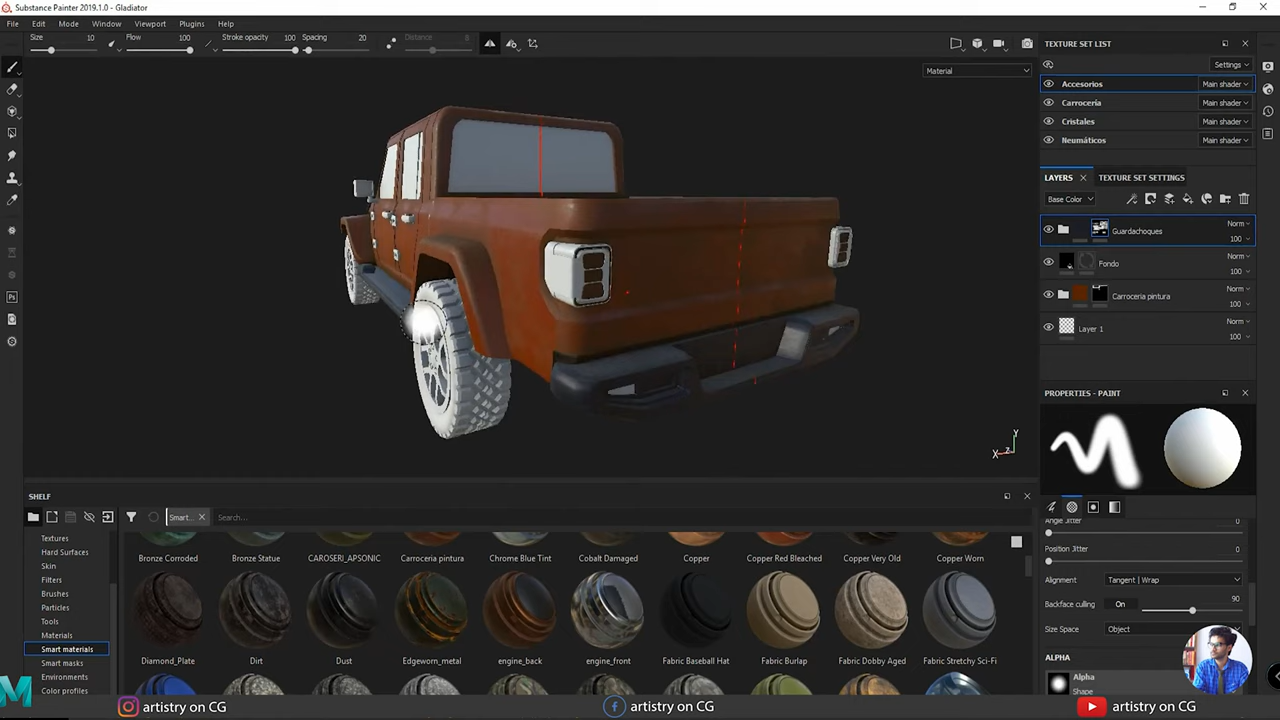 Substance Painter 2019.1.0 - Gladiator
File Edit Mode Window Viewport Plugins Help
Size 10 Flow 100 Stroke opacity 100 Spacing 20 Distance 8
Material
TEXTURE SET LIST
Settings
Accesorios Main shader
Carrocería Main shader
Cristales Main shader
Neumáticos Main shader
LAYERS TEXTURE SET SETTINGS
Base Color
Guardachoques Norm 100
Fondo Norm 100
Carroceria pintura Norm 100
Layer 1 Norm 100
PROPERTIES - PAINT
Angle Jitter 0
Position Jitter 0
Alignment Tangent | Wrap
Backface culling On 90
Size Space Object
ALPHA
Alpha
Shape
Y
X Z
SHELF
Smart... Search...
Textures
Hard Surfaces
Skin
Filters
Brushes
Particles
Tools
Materials
Smart materials
Smart masks
Environments
Color profiles
Bronze Corroded Bronze Statue CAROSERI_APSONIC Carroceria pintura Chrome Blue Tint Cobalt Damaged Copper Copper Red Bleached Copper Very Old Copper Worn
Diamond_Plate Dirt Dust Edgeworn_metal engine_back engine_front Fabric Baseball Hat Fabric Burlap Fabric Dobby Aged Fabric Stretchy Sci-Fi
artistry on CG artistry on CG artistry on CG